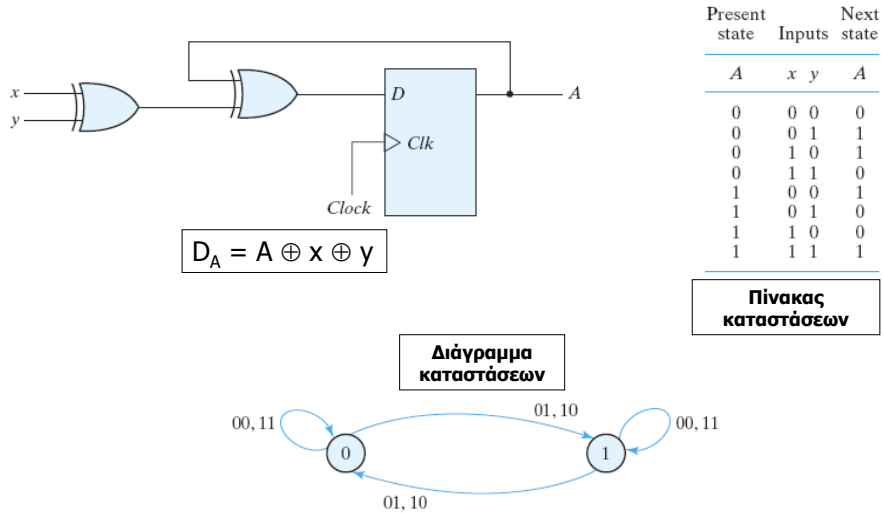 x
y
D
Clk
Clock
A
D_A = A ⊕ x ⊕ y
Present Next
state Inputs state
A x y A
0 0 0 0
0 0 1 1
0 1 0 1
0 1 1 0
1 0 0 1
1 0 1 0
1 1 0 0
1 1 1 1
Πίνακας
καταστάσεων
Διάγραμμα
καταστάσεων
00, 11
0
01, 10
1
00, 11
01, 10